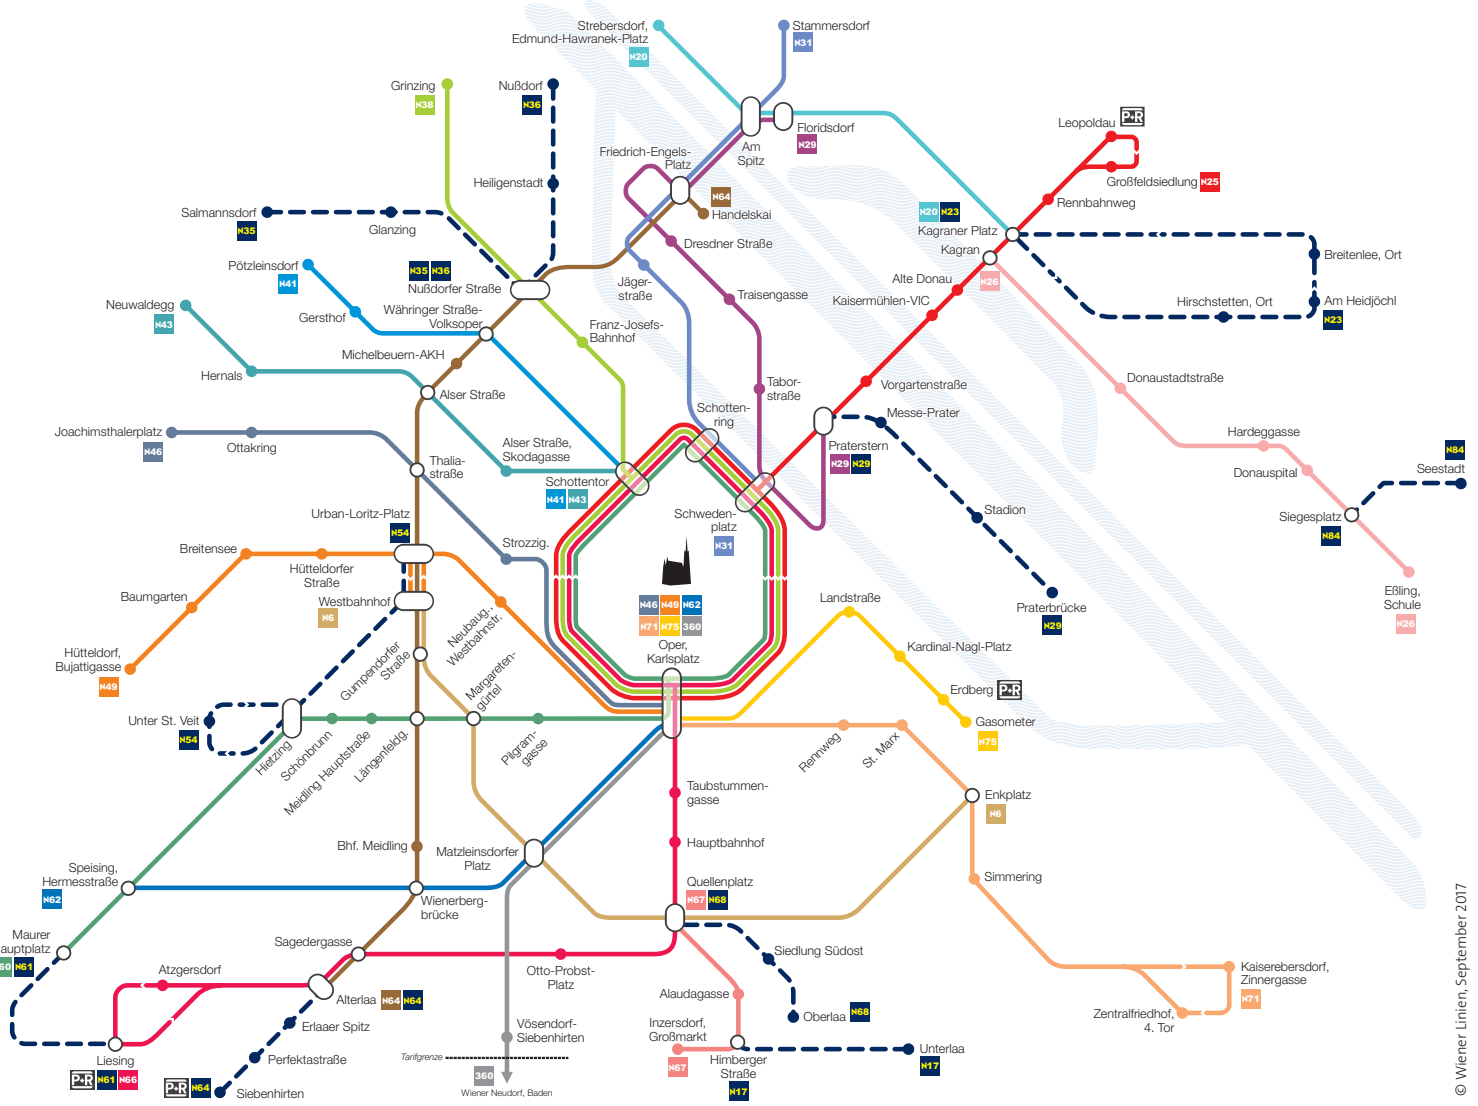 Strebersdorf,
Edmund-Hawranek-Platz
N20
Stammersdorf
N31
Grinzing
N38
Nußdorf
N36
Leopoldau
P+R
Floridsdorf
N29
Am
Spitz
Friedrich-Engels-
Platz
Heiligenstadt
Großfeldsiedlung
N25
N64
Handelskai
Rennbahnweg
Salmannsdorf
N35
Glanzing
N20 N23
Kagraner Platz
Dresdner Straße
Kagran
Breitenlee, Ort
Pötzleinsdorf
N41
N35 N36
Nußdorfer Straße
Jäger-
straße
Alte Donau
N26
Traisengasse
Kaisermühlen-VIC
Hirschstetten, Ort
Am Heidjöchl
N23
Neuwaldegg
N43
Gersthof
Währinger Straße-
Volksoper
Franz-Josefs-
Bahnhof
Michelbeuern-AKH
Hernals
Alser Straße
Tabor-
straße
Vorgartenstraße
Donaustadtstraße
Schotten-
ring
Messe-Prater
Joachimsthalerplatz
N46
Ottakring
Alser Straße,
Skodagasse
Praterstern
N29 N29
Hardeggasse
N84
Seestadt
Thalia-
straße
Schottentor
N41 N43
Donauspital
Urban-Loritz-Platz
N54
Schweden-
platz
N31
Stadion
Siegesplatz
N84
Breitensee
Strozzig.
Hütteldorfer
Straße
Baumgarten
Westbahnhof
N6
Neubaug.,
Westbahnstr.
N46 N49 N62
N71 N75 360
Oper,
Karlsplatz
Landstraße
Praterbrücke
N29
Eßling,
Schule
N26
Hütteldorf,
Bujattigasse
N49
Gumpendorfer
Straße
Margareten-
gürtel
Kardinal-Nagl-Platz
Erdberg
P+R
Unter St. Veit
N54
Gasometer
N75
Hietzing
Schönbrunn
Meidling Hauptstraße
Längenfeldg.
Pilgram-
gasse
Rennweg
St. Marx
Taubstummen-
gasse
Enkplatz
N6
Bhf. Meidling
Matzleinsdorfer
Platz
Hauptbahnhof
Speising,
Hermesstraße
N62
Quellenplatz
N67 N68
Simmering
Wienerberg-
brücke
Maurer
auptplatz
60 N61
Sagedergasse
Siedlung Südost
Atzgersdorf
Otto-Probst-
Platz
Kaiserebersdorf,
Zinnergasse
N71
Alterlaa
N64 N64
Alaudagasse
Oberlaa
N68
Zentralfriedhof,
4. Tor
Erlaaer Spitz
Vösendorf-
Siebenhirten
Inzersdorf,
Großmarkt
N67
Liesing
P+R N61 N66
Perfektastraße
Tarifgrenze
Himberger
Straße
N17
Unterlaa
N17
P+R N64
Siebenhirten
360
Wiener Neudorf, Baden
© Wiener Linien, September 2017